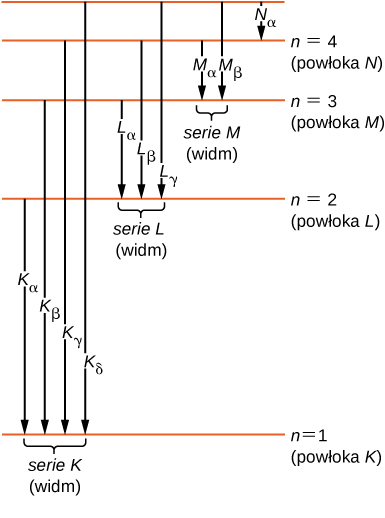 Nα
n = 4
(powłoka N)
Mα
Mβ
n = 3
(powłoka M)
Lα
Lβ
Lγ
serie M
(widm)
n = 2
(powłoka L)
serie L
(widm)
Kα
Kβ
Kγ
Kδ
n=1
(powłoka K)
serie K
(widm)